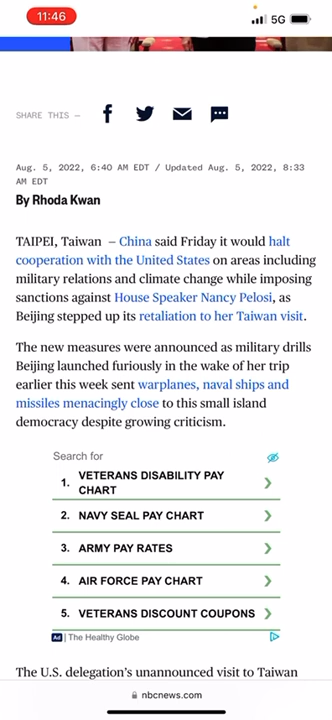 11:46
5G
SHARE THIS —
Aug. 5, 2022, 6:40 AM EDT / Updated Aug. 5, 2022, 8:33
AM EDT
By Rhoda Kwan
TAIPEI, Taiwan — China said Friday it would halt
cooperation with the United States on areas including
military relations and climate change while imposing
sanctions against House Speaker Nancy Pelosi, as
Beijing stepped up its retaliation to her Taiwan visit.
The new measures were announced as military drills
Beijing launched furiously in the wake of her trip
earlier this week sent warplanes, naval ships and
missiles menacingly close to this small island
democracy despite growing criticism.
Search for
1. VETERANS DISABILITY PAY
CHART
2. NAVY SEAL PAY CHART
3. ARMY PAY RATES
4. AIR FORCE PAY CHART
5. VETERANS DISCOUNT COUPONS
Ad | The Healthy Globe
The U.S. delegation's unannounced visit to Taiwan
nbcnews.com